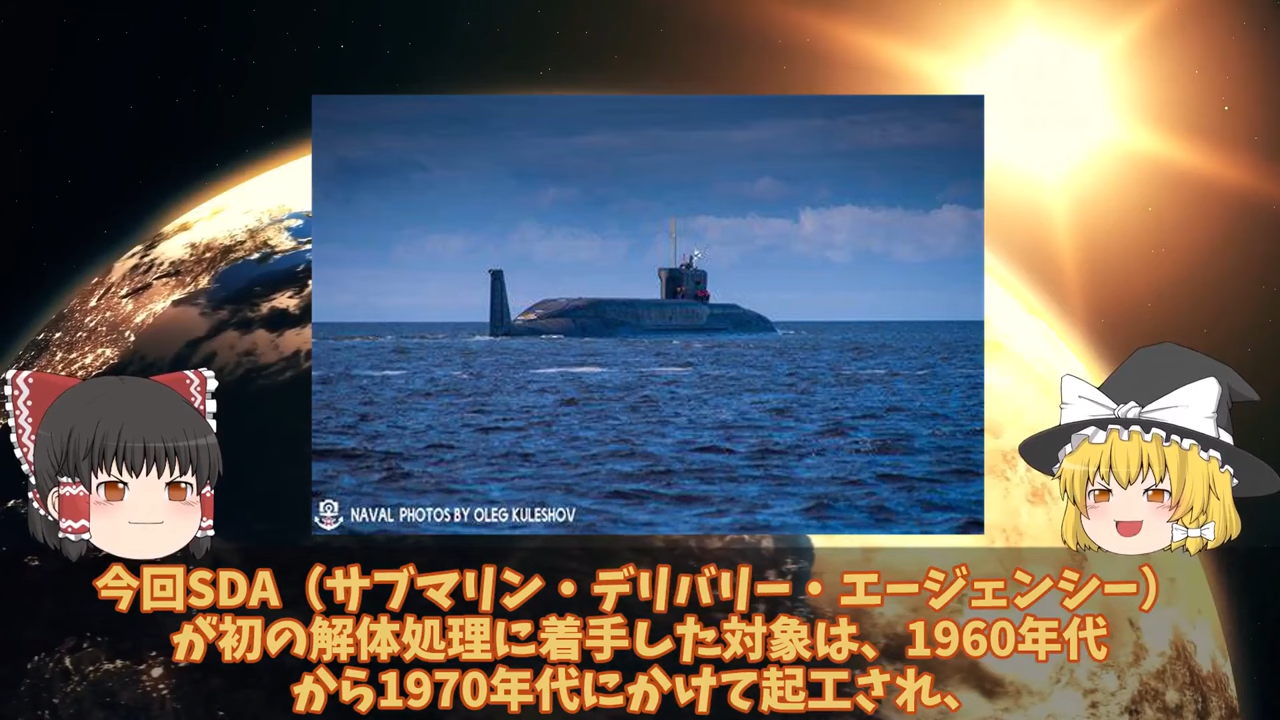 NAVAL PHOTOS BY OLEG KULESHOV
今回SDA（サブマリン・デリバリー・エージェンシー）
が初の解体処理に着手した対象は、1960年代
から1970年代にかけて起工され、